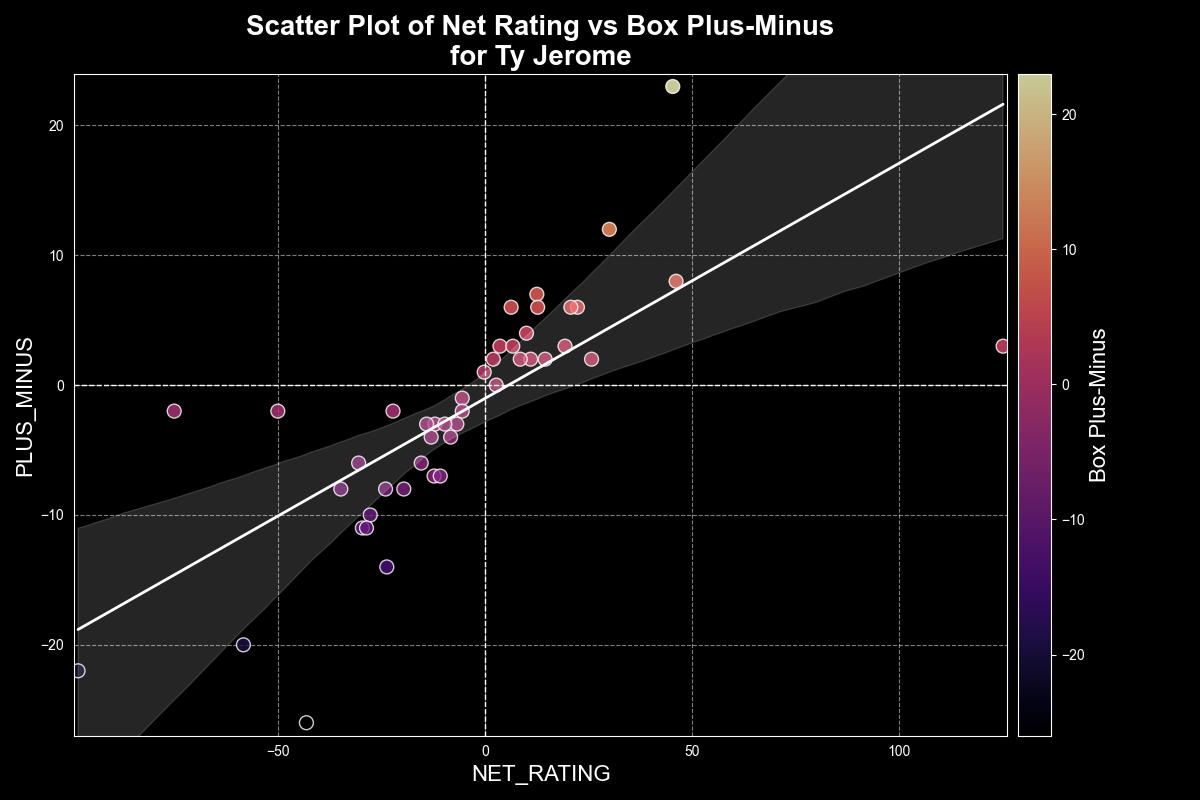 Scatter Plot of Net Rating vs Box Plus-Minus
for Ty Jerome
20
10
0
−10
−20
PLUS_MINUS
−50
0
50
100
NET_RATING
20
10
0
−10
−20
Box Plus-Minus